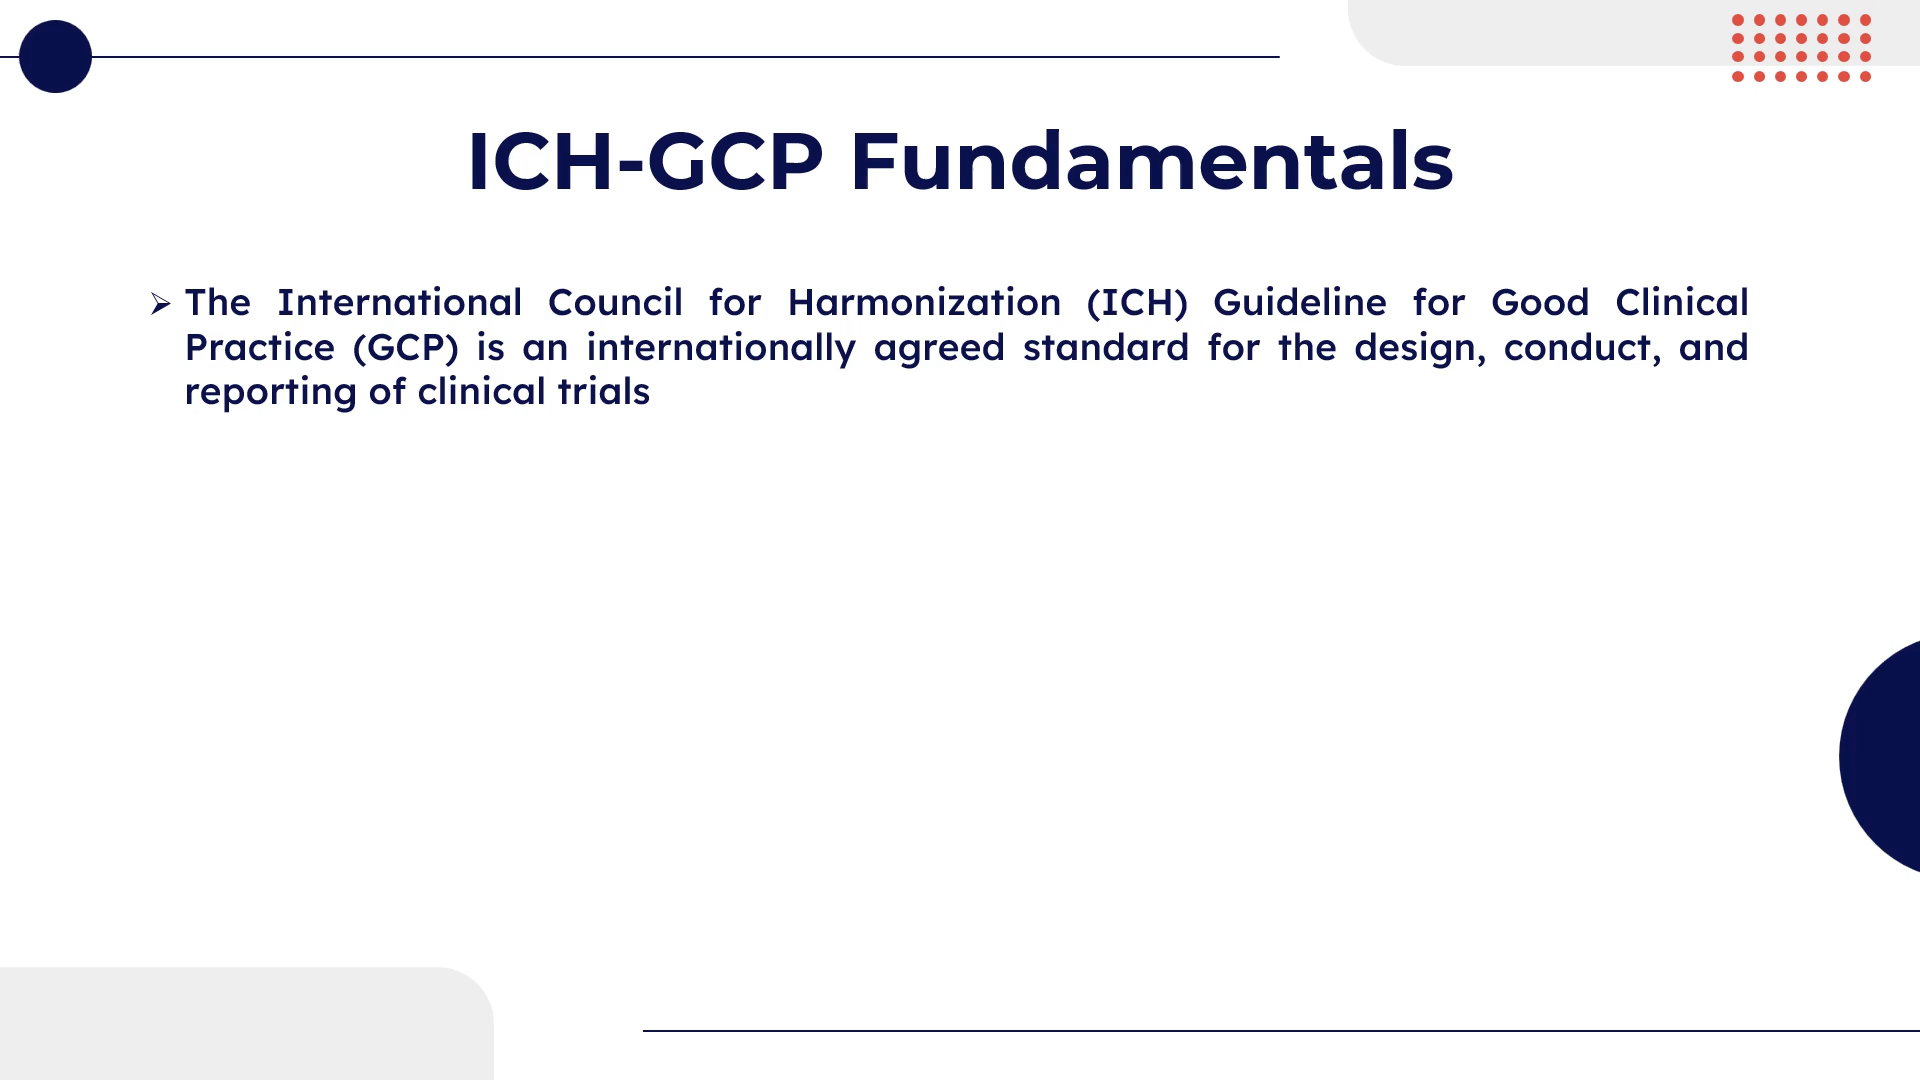 ICH-GCP Fundamentals
➢ The International Council for Harmonization (ICH) Guideline for Good Clinical
Practice (GCP) is an internationally agreed standard for the design, conduct, and
reporting of clinical trials